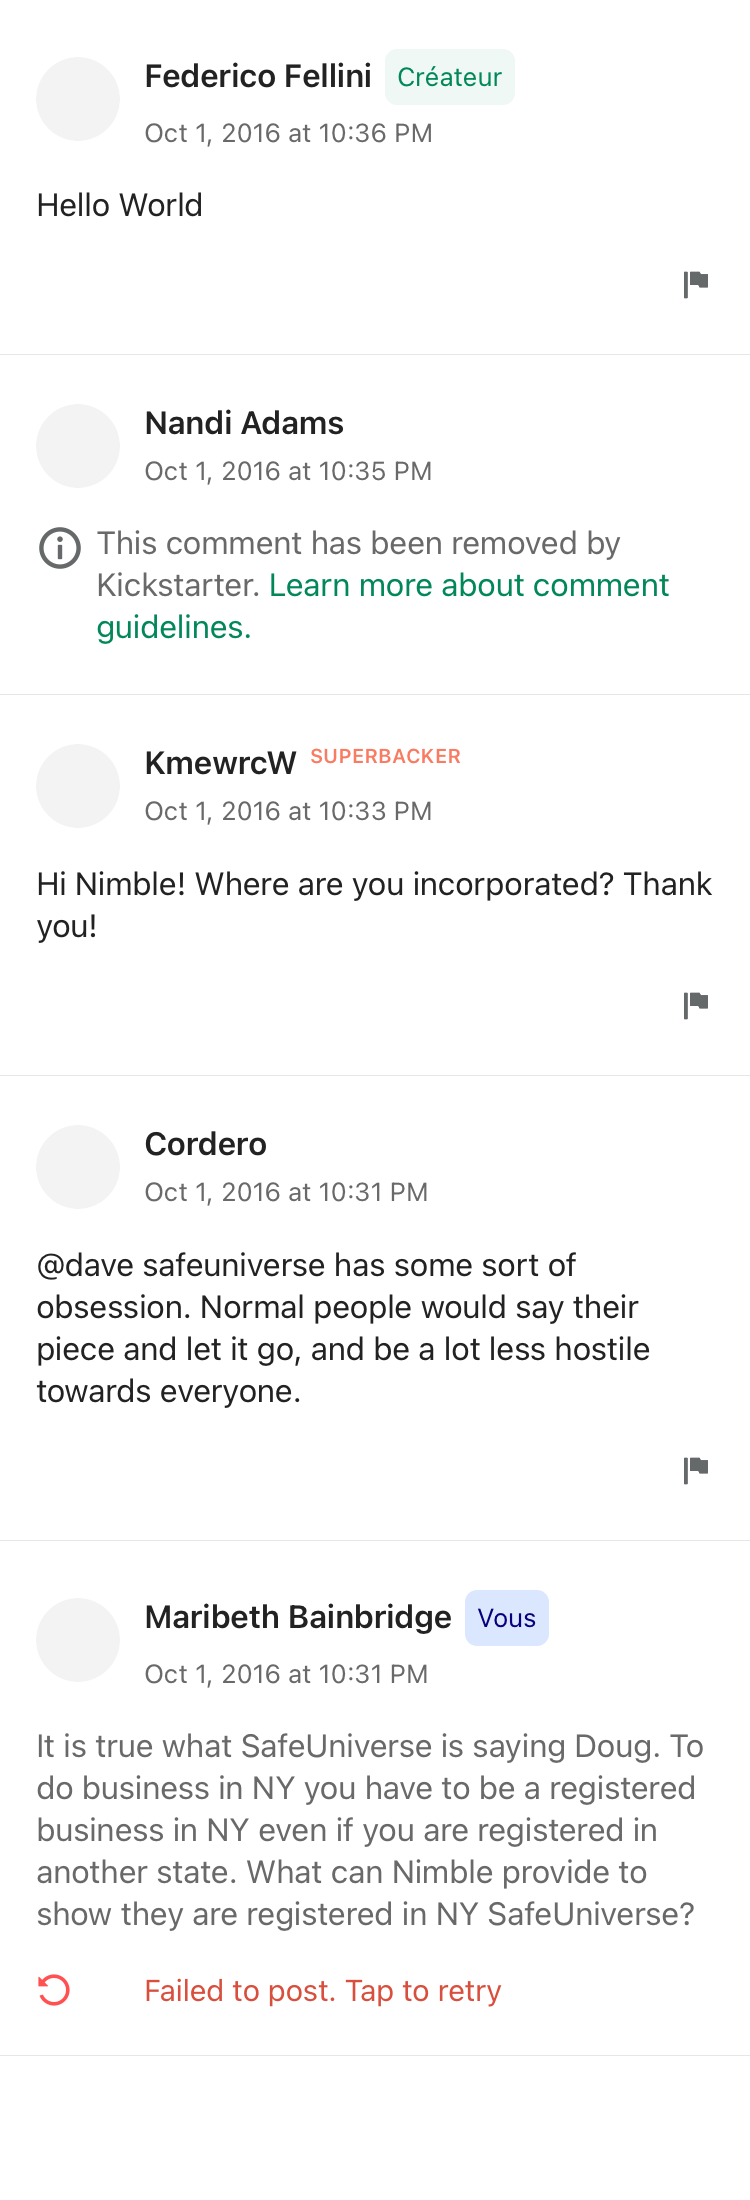 Federico Fellini Créateur
Oct 1, 2016 at 10:36 PM
Hello World
Nandi Adams
Oct 1, 2016 at 10:35 PM
This comment has been removed by
Kickstarter. Learn more about comment
guidelines.
KmewrcW SUPERBACKER
Oct 1, 2016 at 10:33 PM
Hi Nimble! Where are you incorporated? Thank
you!
Cordero
Oct 1, 2016 at 10:31 PM
@dave safeuniverse has some sort of
obsession. Normal people would say their
piece and let it go, and be a lot less hostile
towards everyone.
Maribeth Bainbridge Vous
Oct 1, 2016 at 10:31 PM
It is true what SafeUniverse is saying Doug. To
do business in NY you have to be a registered
business in NY even if you are registered in
another state. What can Nimble provide to
show they are registered in NY SafeUniverse?
Failed to post. Tap to retry